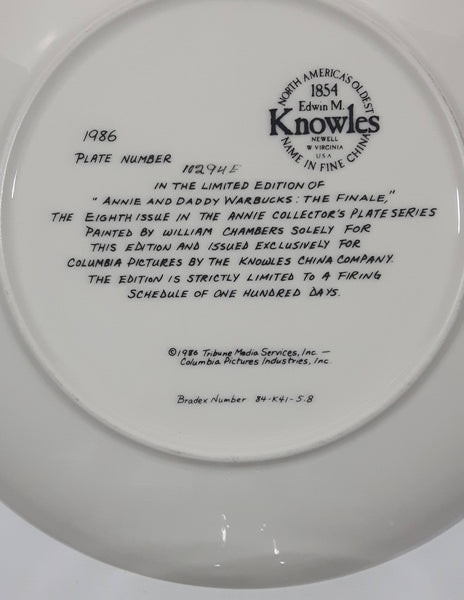 NORTH AMERICA'S OLDEST
1854
Edwin M.
Knowles
NEWELL
W VIRGINIA
USA
NAME IN FINE CHINA
1986
PLATE NUMBER 10294E
IN THE LIMITED EDITION OF
"ANNIE AND DADDY WARBUCKS: THE FINALE,"
THE EIGHTH ISSUE IN THE ANNIE COLLECTOR'S PLATE SERIES
PAINTED BY WILLIAM CHAMBERS SOLELY FOR
THIS EDITION AND ISSUED EXCLUSIVELY FOR
COLUMBIA PICTURES BY THE KNOWLES CHINA COMPANY.
THE EDITION IS STRICTLY LIMITED TO A FIRING
SCHEDULE OF ONE HUNDRED DAYS.
©1986 Tribune Media Services, Inc. —
Columbia Pictures Industries, Inc.
Bradex Number 84-K41-5.8